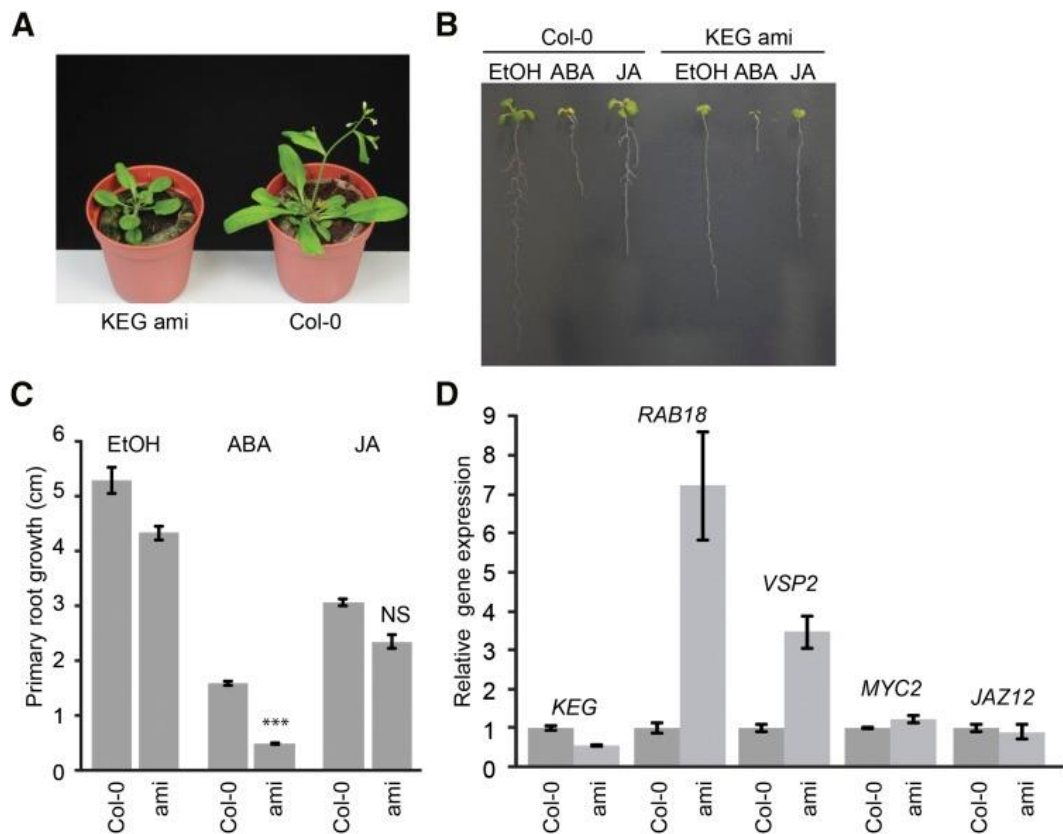 A
KEG ami
Col-0
B
Col-0
KEG ami
EtOH ABA JA
EtOH ABA JA
C
Primary root growth (cm)
6
5
4
3
2
1
0
EtOH
ABA
JA
***
NS
Col-0
ami
Col-0
ami
Col-0
ami
D
Relative gene expression
9
8
7
6
5
4
3
2
1
0
KEG
RAB18
VSP2
MYC2
JAZ12
Col-0
ami
Col-0
ami
Col-0
ami
Col-0
ami
Col-0
ami